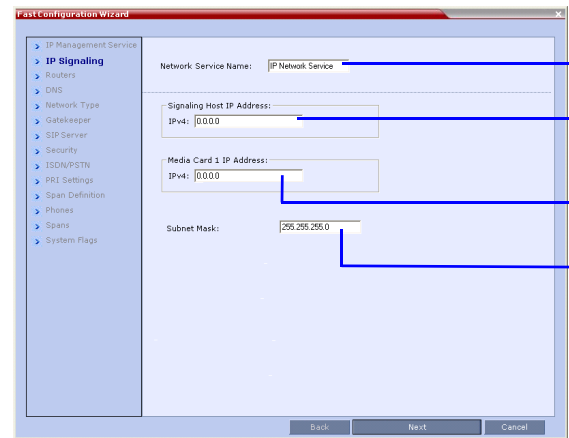 Fast Configuration Wizard
IP Management Service
IP Signaling
Routers
DNS
Network Type
Gatekeeper
SIP Server
Security
ISDN/PSTN
PRI Settings
Span Definition
Phones
Spans
System Flags
Network Service Name: IP Network Service
Signaling Host IP Address:
IPv4: 0.0.0.0
Media Card 1 IP Address:
IPv4: 0.0.0.0
Subnet Mask: 255.255.255.0
Back Next Cancel